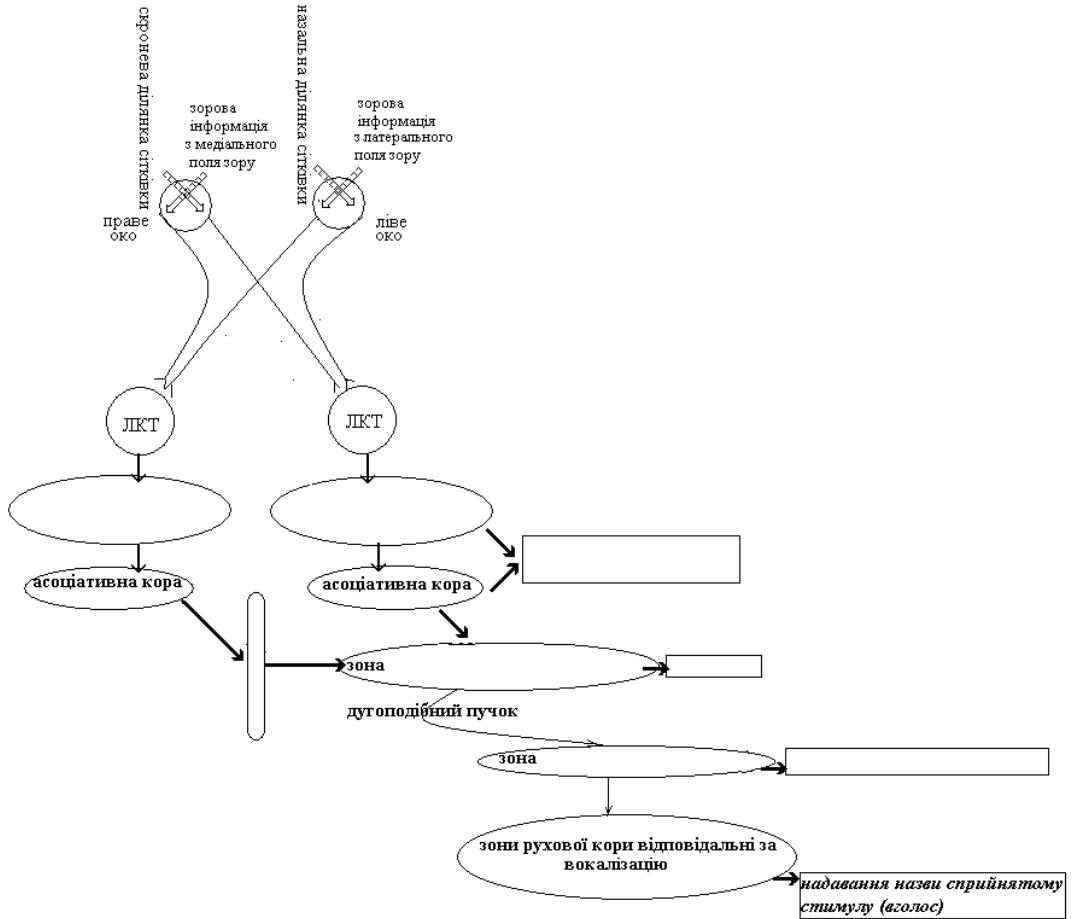 скронева ділянка сітківки
назальна ділянка сітківки
зорова
інформація
з медіального
поля зору
зорова
інформація
з латерального
поля зору
праве
око
ліве
око
ЛКТ
ЛКТ
асоціативна кора
асоціативна кора
зона
дугоподібний пучок
зона
зони рухової кори відповідальні за
вокалізацію
надавання назви сприйнятому
стимулу (вголос)